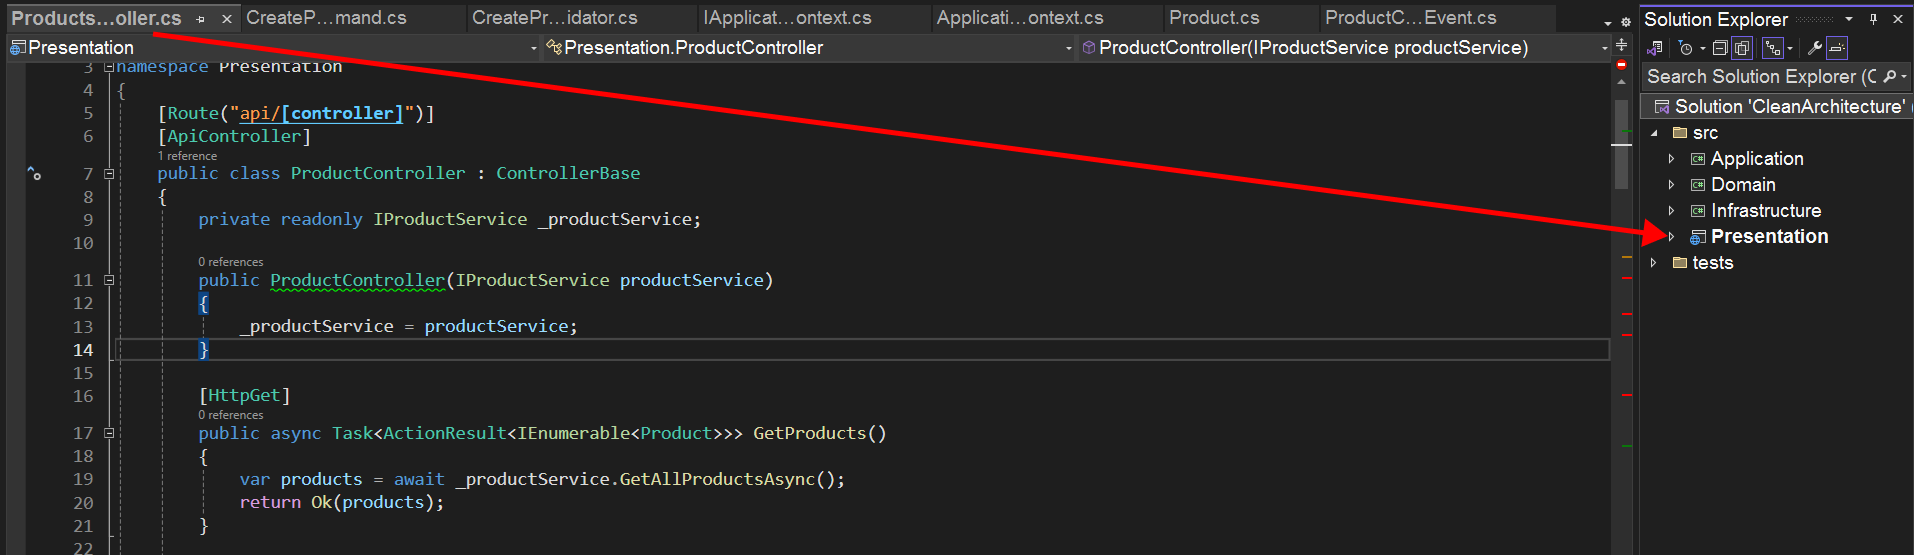 Products...oller.cs
CreateP...mand.cs
CreatePr...idator.cs
IApplicat...ontext.cs
Applicati...ontext.cs
Product.cs
ProductC...Event.cs
Presentation
Presentation.ProductController
ProductController(IProductService productService)
3 namespace Presentation
4 {
5 [Route("api/[controller]")]
6 [ApiController]
1 reference
7 public class ProductController : ControllerBase
8 {
9 private readonly IProductService _productService;
10
0 references
11 public ProductController(IProductService productService)
12 {
13 _productService = productService;
14 }
15
16 [HttpGet]
0 references
17 public async Task<ActionResult<IEnumerable<Product>>> GetProducts()
18 {
19 var products = await _productService.GetAllProductsAsync();
20 return Ok(products);
21 }
22
Solution Explorer
Search Solution Explorer (C
Solution 'CleanArchitecture' (
src
C# Application
C# Domain
C# Infrastructure
Presentation
tests